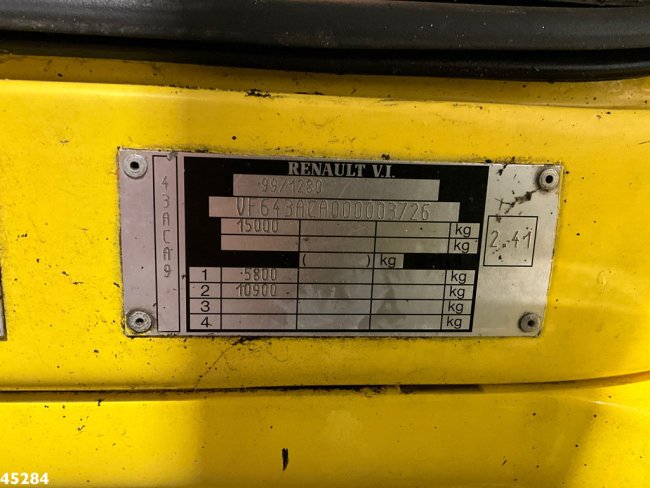 RENAULT V.I.
99/1280
VF643ACA000003726
15000 kg
kg
( ) kg
1 5800 kg
2 10900 kg
3
4 kg
43ACA9
2.41
45284